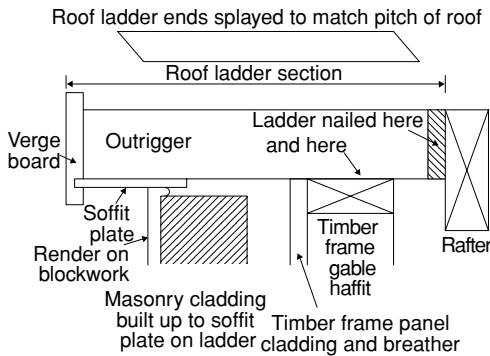 Roof ladder ends splayed to match pitch of roof
Roof ladder section
Ladder nailed here
and here
Outrigger
Verge
board
Soffit
plate
Render on
blockwork
Timber
frame
gable
haffit
Rafter
Masonry cladding
built up to soffit
plate on ladder
Timber frame panel
cladding and breather